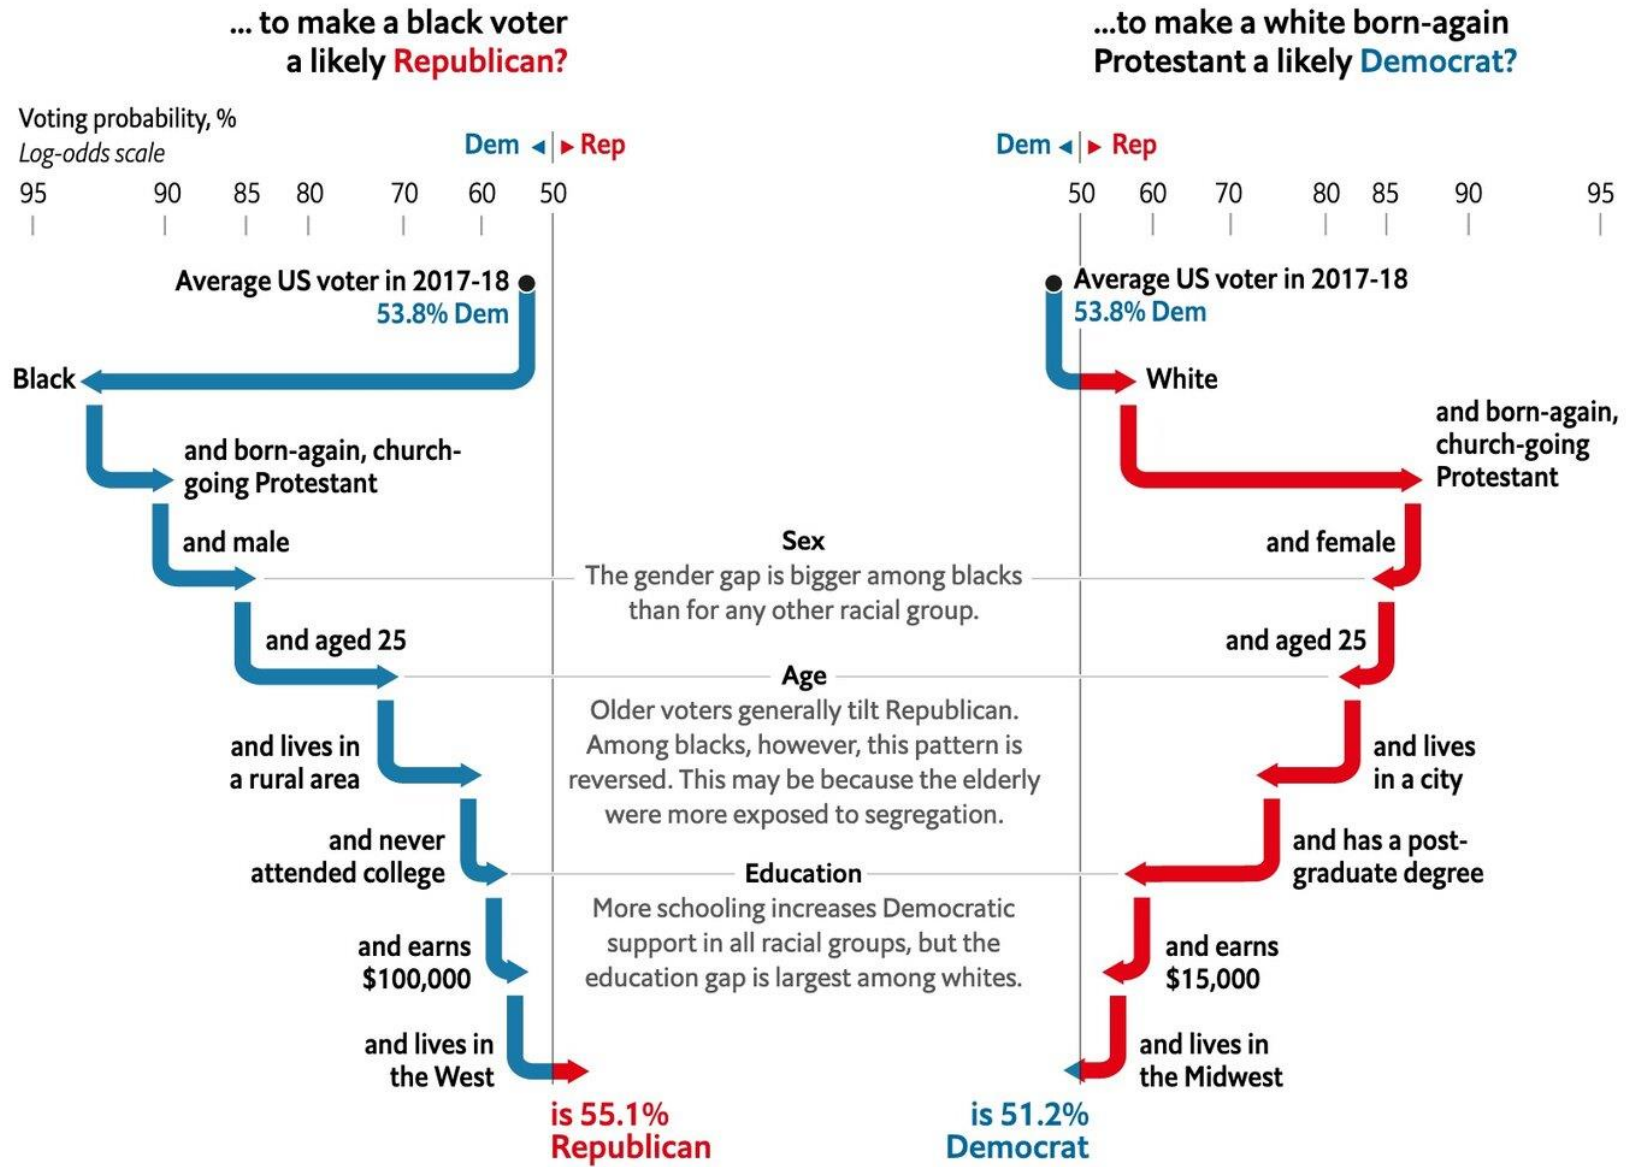 ... to make a black voter
a likely Republican?
...to make a white born-again
Protestant a likely Democrat?
Voting probability, %
Log-odds scale
Dem ◄ ► Rep
95 90 85 80 70 60 50
Dem ◄ ► Rep
50 60 70 80 85 90 95
Average US voter in 2017-18
53.8% Dem
Black
and born-again, church-
going Protestant
and male
and aged 25
and lives in
a rural area
and never
attended college
and earns
$100,000
and lives in
the West
is 55.1%
Republican
Sex
The gender gap is bigger among blacks
than for any other racial group.
Age
Older voters generally tilt Republican.
Among blacks, however, this pattern is
reversed. This may be because the elderly
were more exposed to segregation.
Education
More schooling increases Democratic
support in all racial groups, but the
education gap is largest among whites.
Average US voter in 2017-18
53.8% Dem
White
and born-again,
church-going
Protestant
and female
and aged 25
and lives
in a city
and has a post-
graduate degree
and earns
$15,000
and lives in
the Midwest
is 51.2%
Democrat